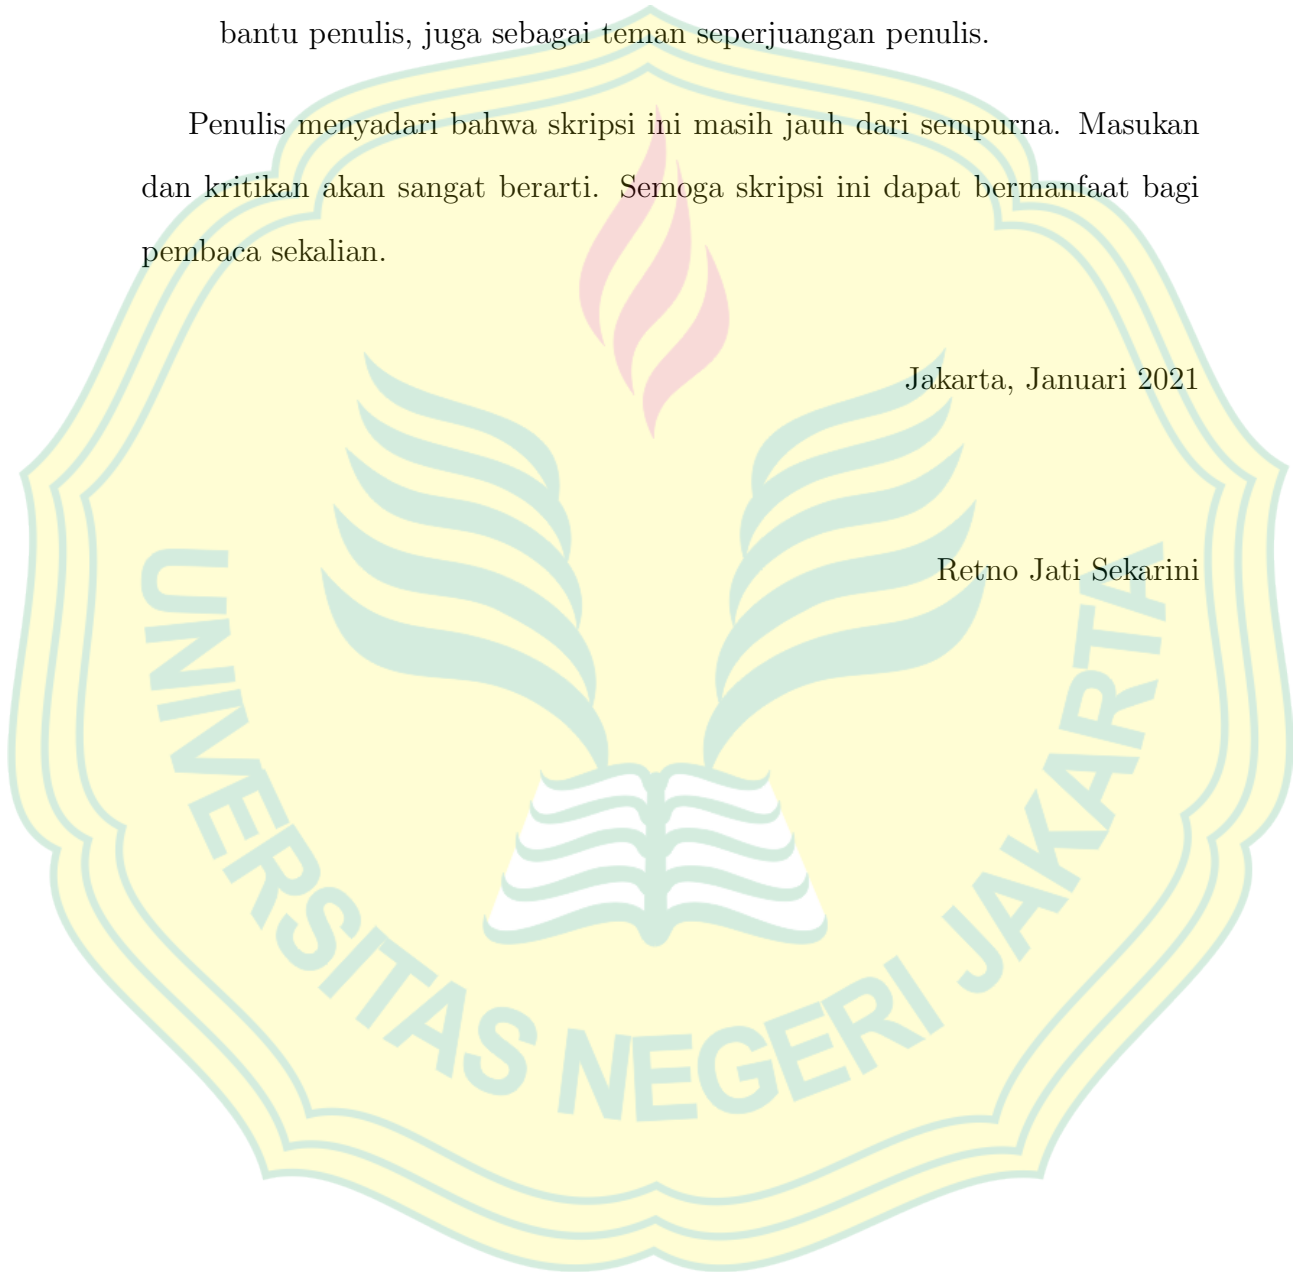 bantu penulis, juga sebagai teman seperjuangan penulis.
Penulis menyadari bahwa skripsi ini masih jauh dari sempurna. Masukan
dan kritikan akan sangat berarti. Semoga skripsi ini dapat bermanfaat bagi
pembaca sekalian.
Jakarta, Januari 2021
Retno Jati Sekarini
UNIVERSITAS NEGERI JAKARTA